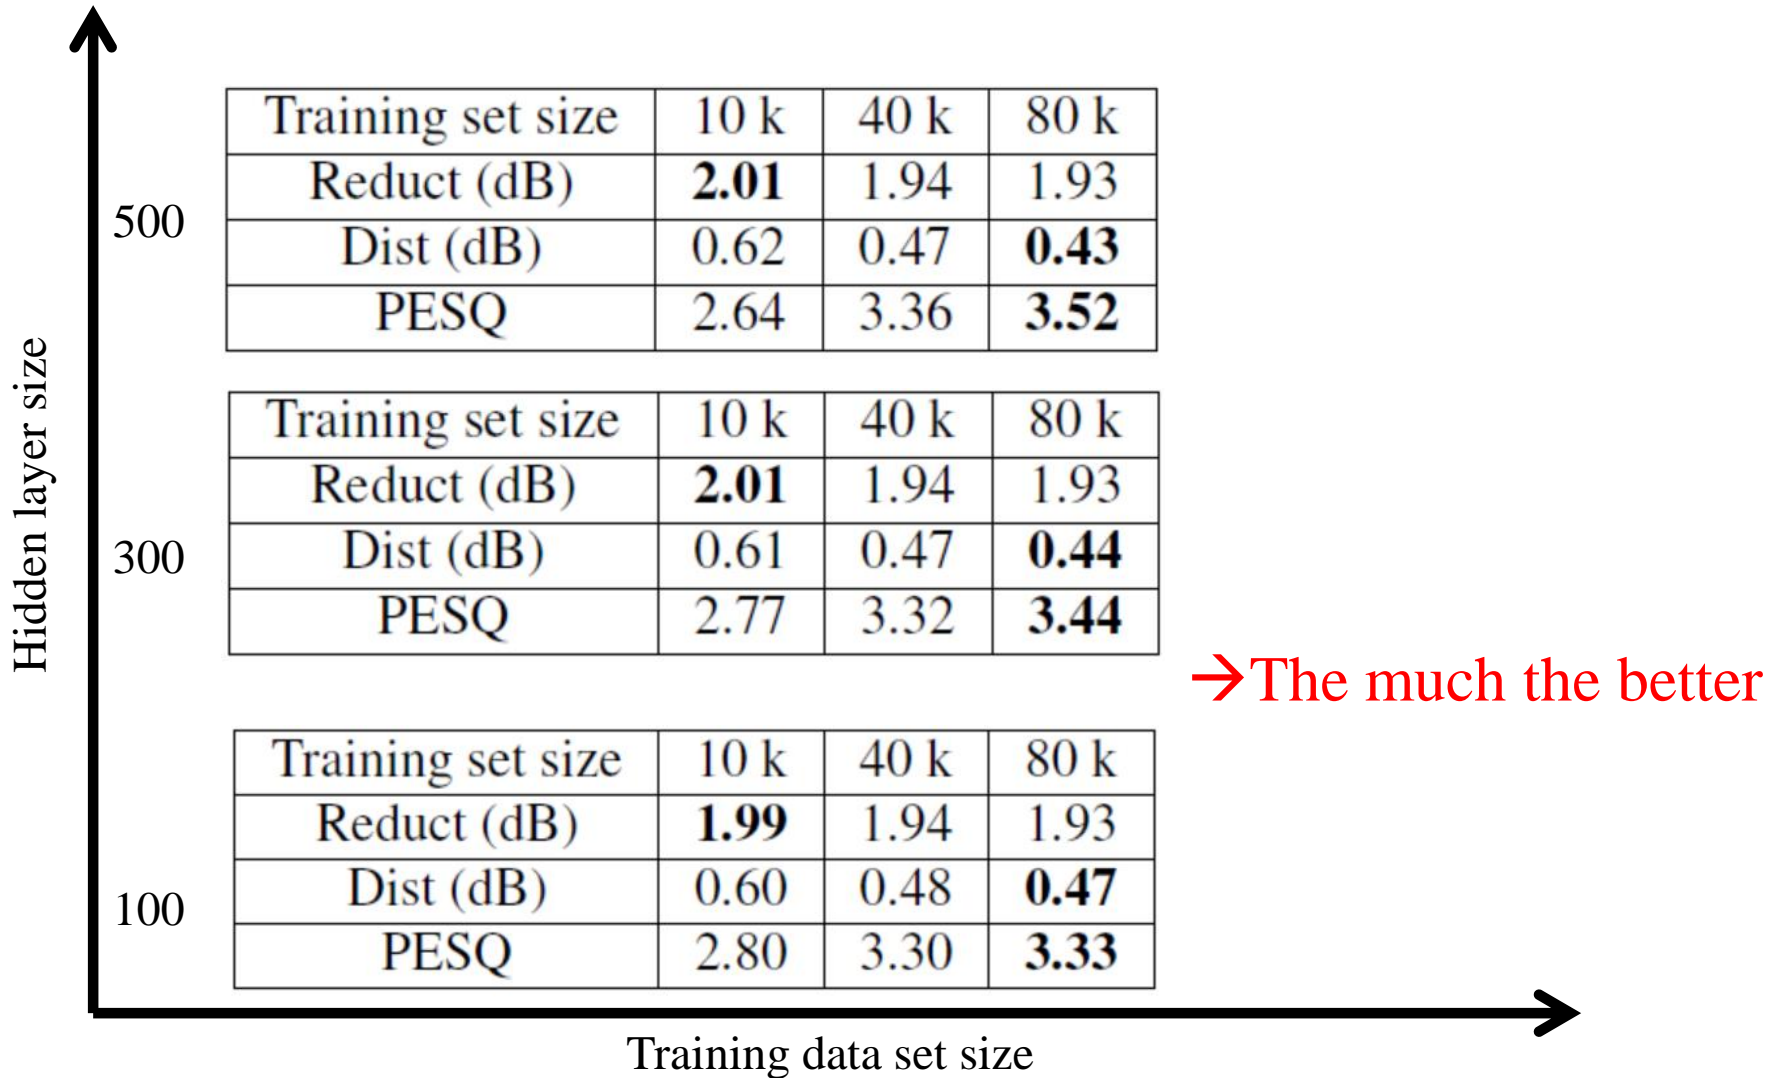 Hidden layer size
500
Training set size 10 k 40 k 80 k
Reduct (dB) 2.01 1.94 1.93
Dist (dB) 0.62 0.47 0.43
PESQ 2.64 3.36 3.52
300
Training set size 10 k 40 k 80 k
Reduct (dB) 2.01 1.94 1.93
Dist (dB) 0.61 0.47 0.44
PESQ 2.77 3.32 3.44
→The much the better
100
Training set size 10 k 40 k 80 k
Reduct (dB) 1.99 1.94 1.93
Dist (dB) 0.60 0.48 0.47
PESQ 2.80 3.30 3.33
Training data set size